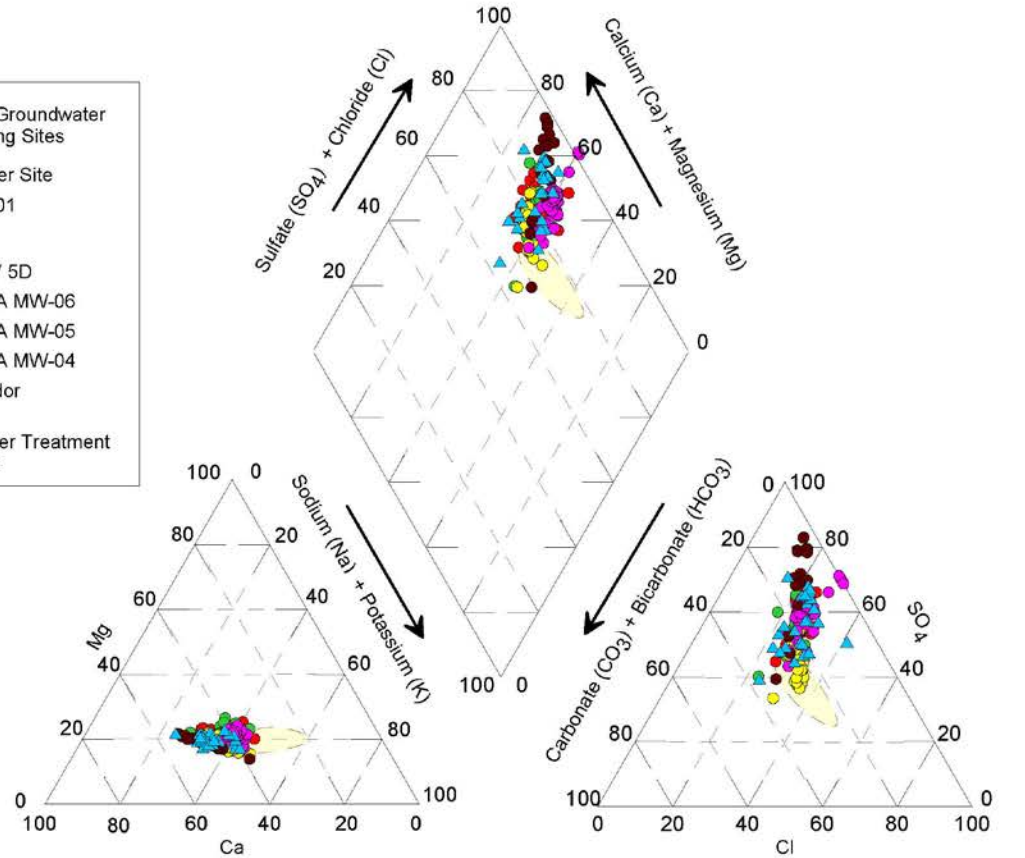 Groundwater
ng Sites
er Site
01
5D
A MW-06
A MW-05
A MW-04
dor
er Treatment
100
80
80
60
60
40
40
20
20
0
Sulfate (SO4) + Chloride (Cl)
Calcium (Ca) + Magnesium (Mg)
Sodium (Na) + Potassium (K)
Carbonate (CO3) + Bicarbonate (HCO3)
100 0
100 0
80 20
60 40
Mg
40 60
20 80
0 100
100 80 60 40 20 0
Ca
0 100
20 80
40 60
SO4
60 40
80 20
100 0
0 20 40 60 80 100
Cl